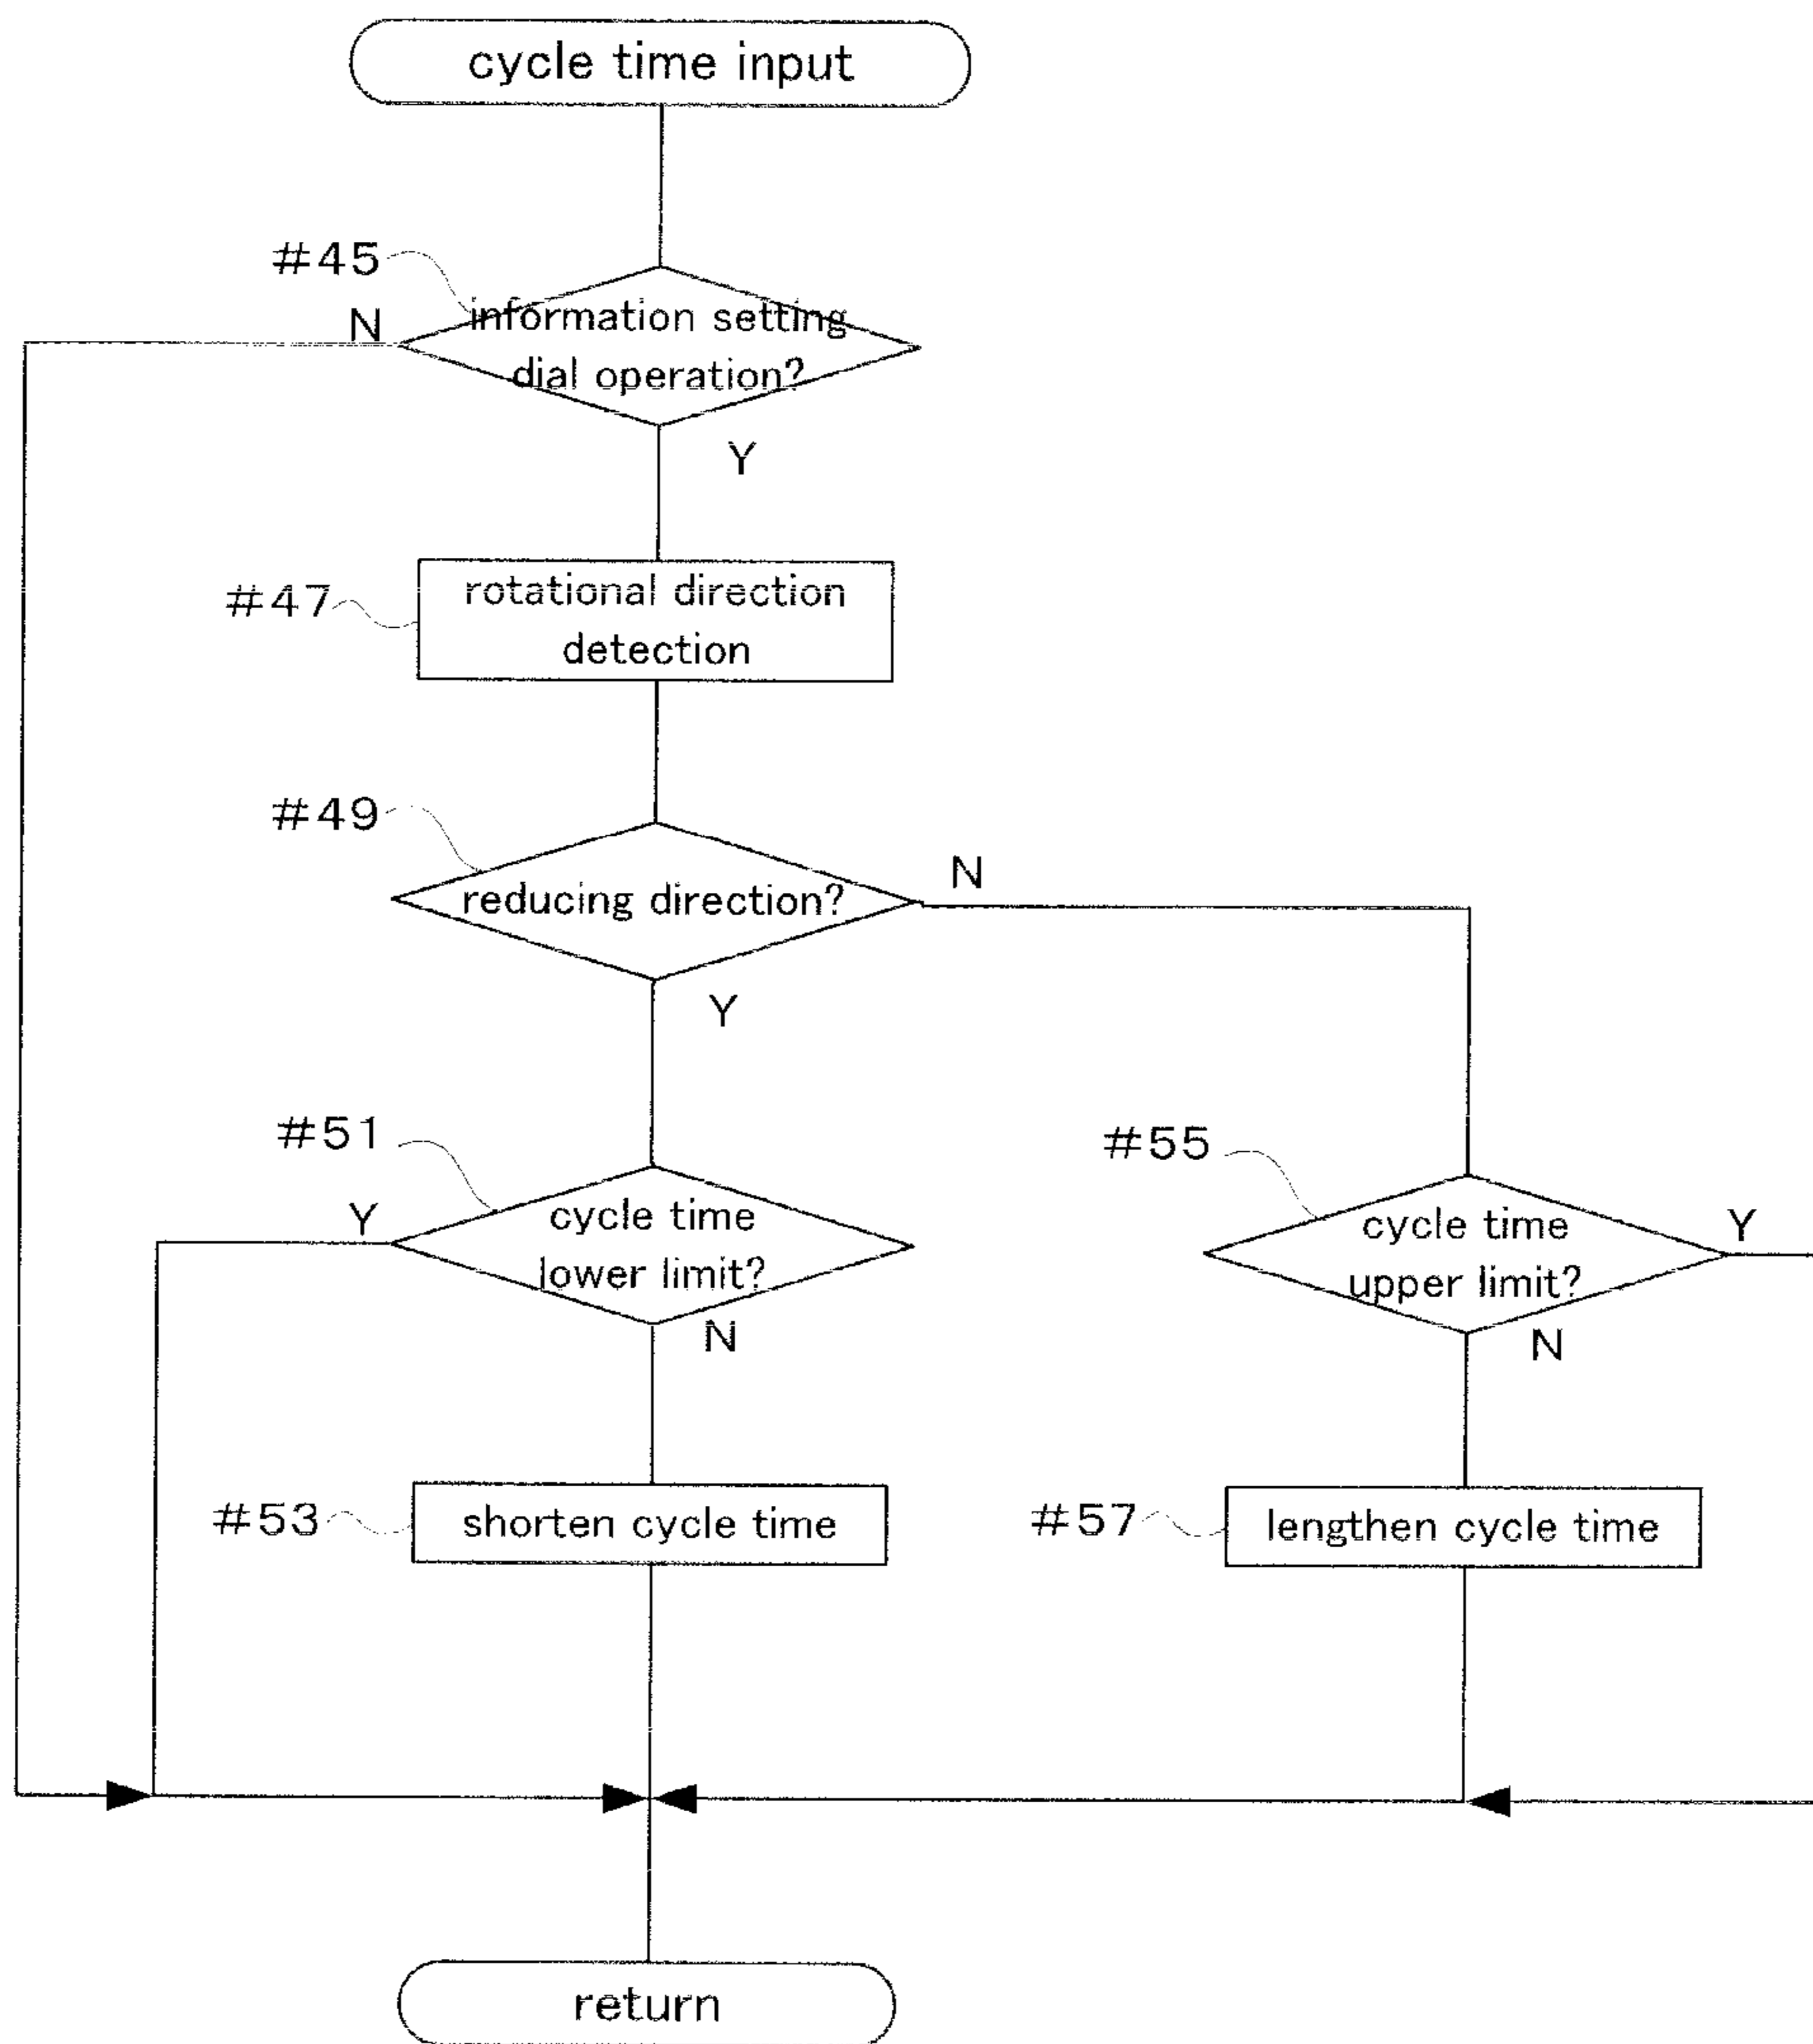 cycle time input
#45
N
information setting
dial operation?
Y
#47
rotational direction
detection
#49
reducing direction?
N
Y
#51
Y
cycle time
lower limit?
N
#55
cycle time
upper limit?
Y
N
#53
shorten cycle time
#57
lengthen cycle time
return